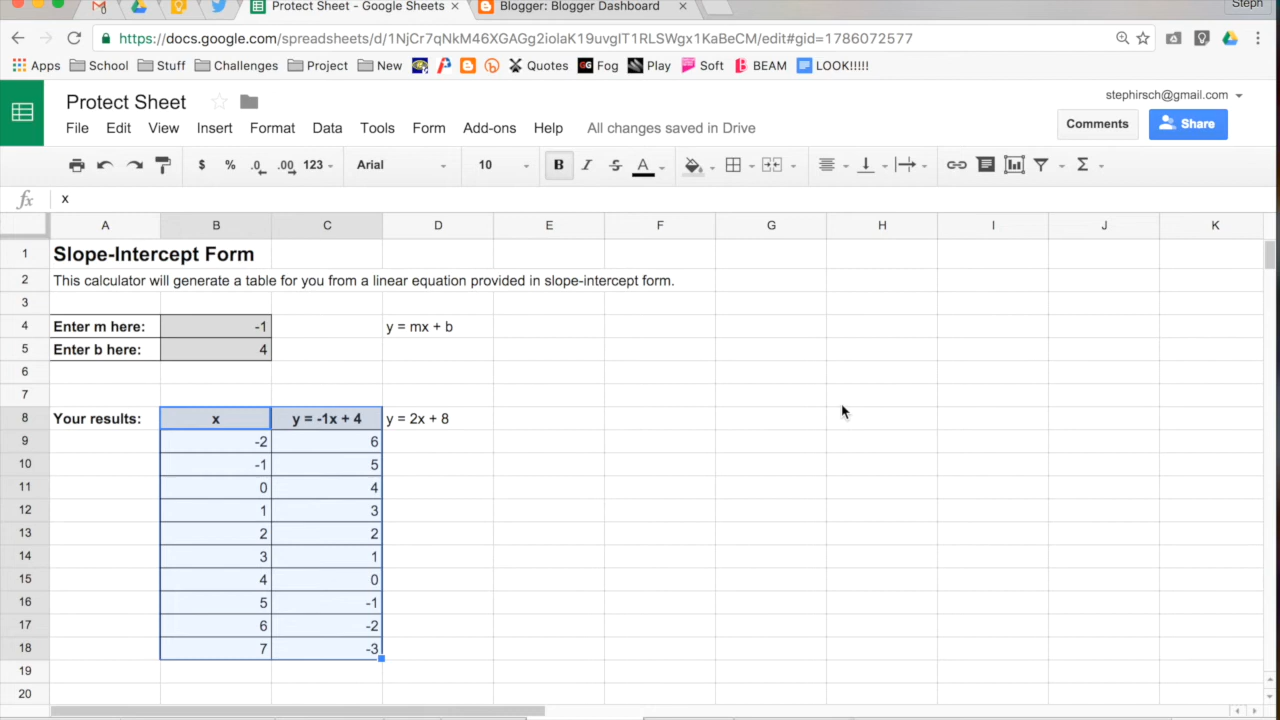 Protect Sheet - Google Sheets × Blogger: Blogger Dashboard × Steph
https://docs.google.com/spreadsheets/d/1NjCr7qNkM46XGAGg2iolaK19uvgIT1RLSWgx1KaBeCM/edit#gid=1786072577
Apps School Stuff Challenges Project New Quotes GG Fog Play Soft BEAM LOOK!!!!!
Protect Sheet
stephirsch@gmail.com
File Edit View Insert Format Data Tools Form Add-ons Help All changes saved in Drive
Comments Share
$ % .0 .00 123 Arial 10 B I S A Σ
fx x
A B C D E F G H I J K
1 Slope-Intercept Form
2 This calculator will generate a table for you from a linear equation provided in slope-intercept form.
3
4 Enter m here: -1 y = mx + b
5 Enter b here: 4
6
7
8 Your results: x y = -1x + 4 y = 2x + 8
9 -2 6
10 -1 5
11 0 4
12 1 3
13 2 2
14 3 1
15 4 0
16 5 -1
17 6 -2
18 7 -3
19
20